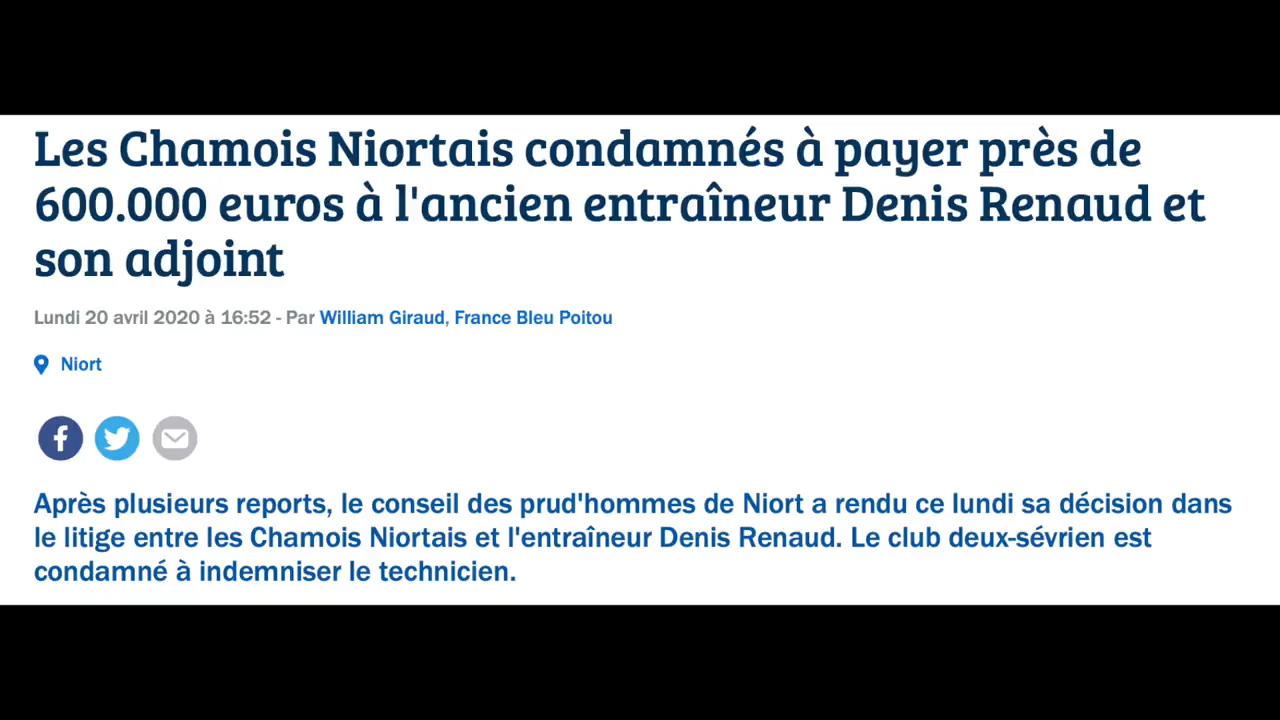 Les Chamois Niortais condamnés à payer près de
600.000 euros à l'ancien entraîneur Denis Renaud et
son adjoint
Lundi 20 avril 2020 à 16:52 - Par William Giraud, France Bleu Poitou
Niort
Après plusieurs reports, le conseil des prud'hommes de Niort a rendu ce lundi sa décision dans
le litige entre les Chamois Niortais et l'entraîneur Denis Renaud. Le club deux-sévrien est
condamné à indemniser le technicien.